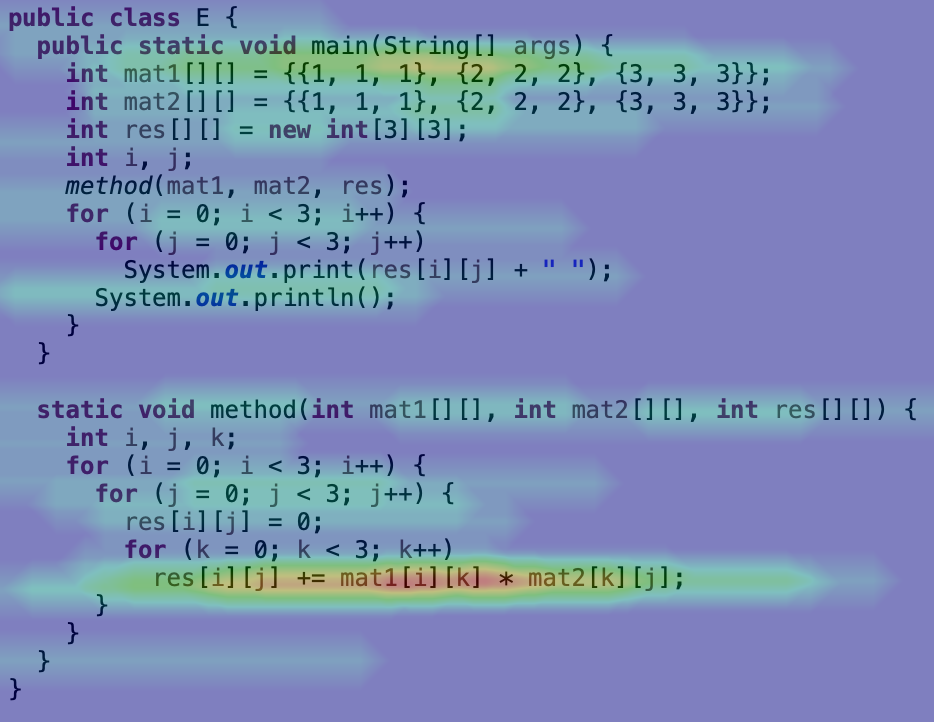 public class E {
  public static void main(String[] args) {
    int mat1[][] = {{1, 1, 1}, {2, 2, 2}, {3, 3, 3}};
    int mat2[][] = {{1, 1, 1}, {2, 2, 2}, {3, 3, 3}};
    int res[][] = new int[3][3];
    int i, j;
    method(mat1, mat2, res);
    for (i = 0; i < 3; i++) {
      for (j = 0; j < 3; j++)
        System.out.print(res[i][j] + " ");
      System.out.println();
    }
  }

  static void method(int mat1[][], int mat2[][], int res[][]) {
    int i, j, k;
    for (i = 0; i < 3; i++) {
      for (j = 0; j < 3; j++) {
        res[i][j] = 0;
        for (k = 0; k < 3; k++)
          res[i][j] += mat1[i][k] * mat2[k][j];
      }
    }
  }
}